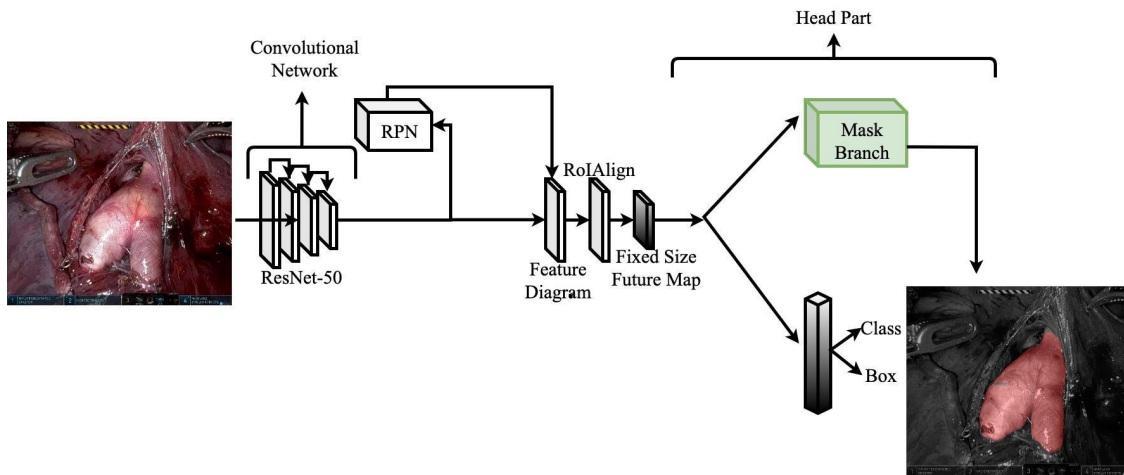 Head Part
Convolutional
Network
RPN
Mask
Branch
RoIAlign
ResNet-50
Feature
Diagram
Fixed Size
Future Map
Class
Box